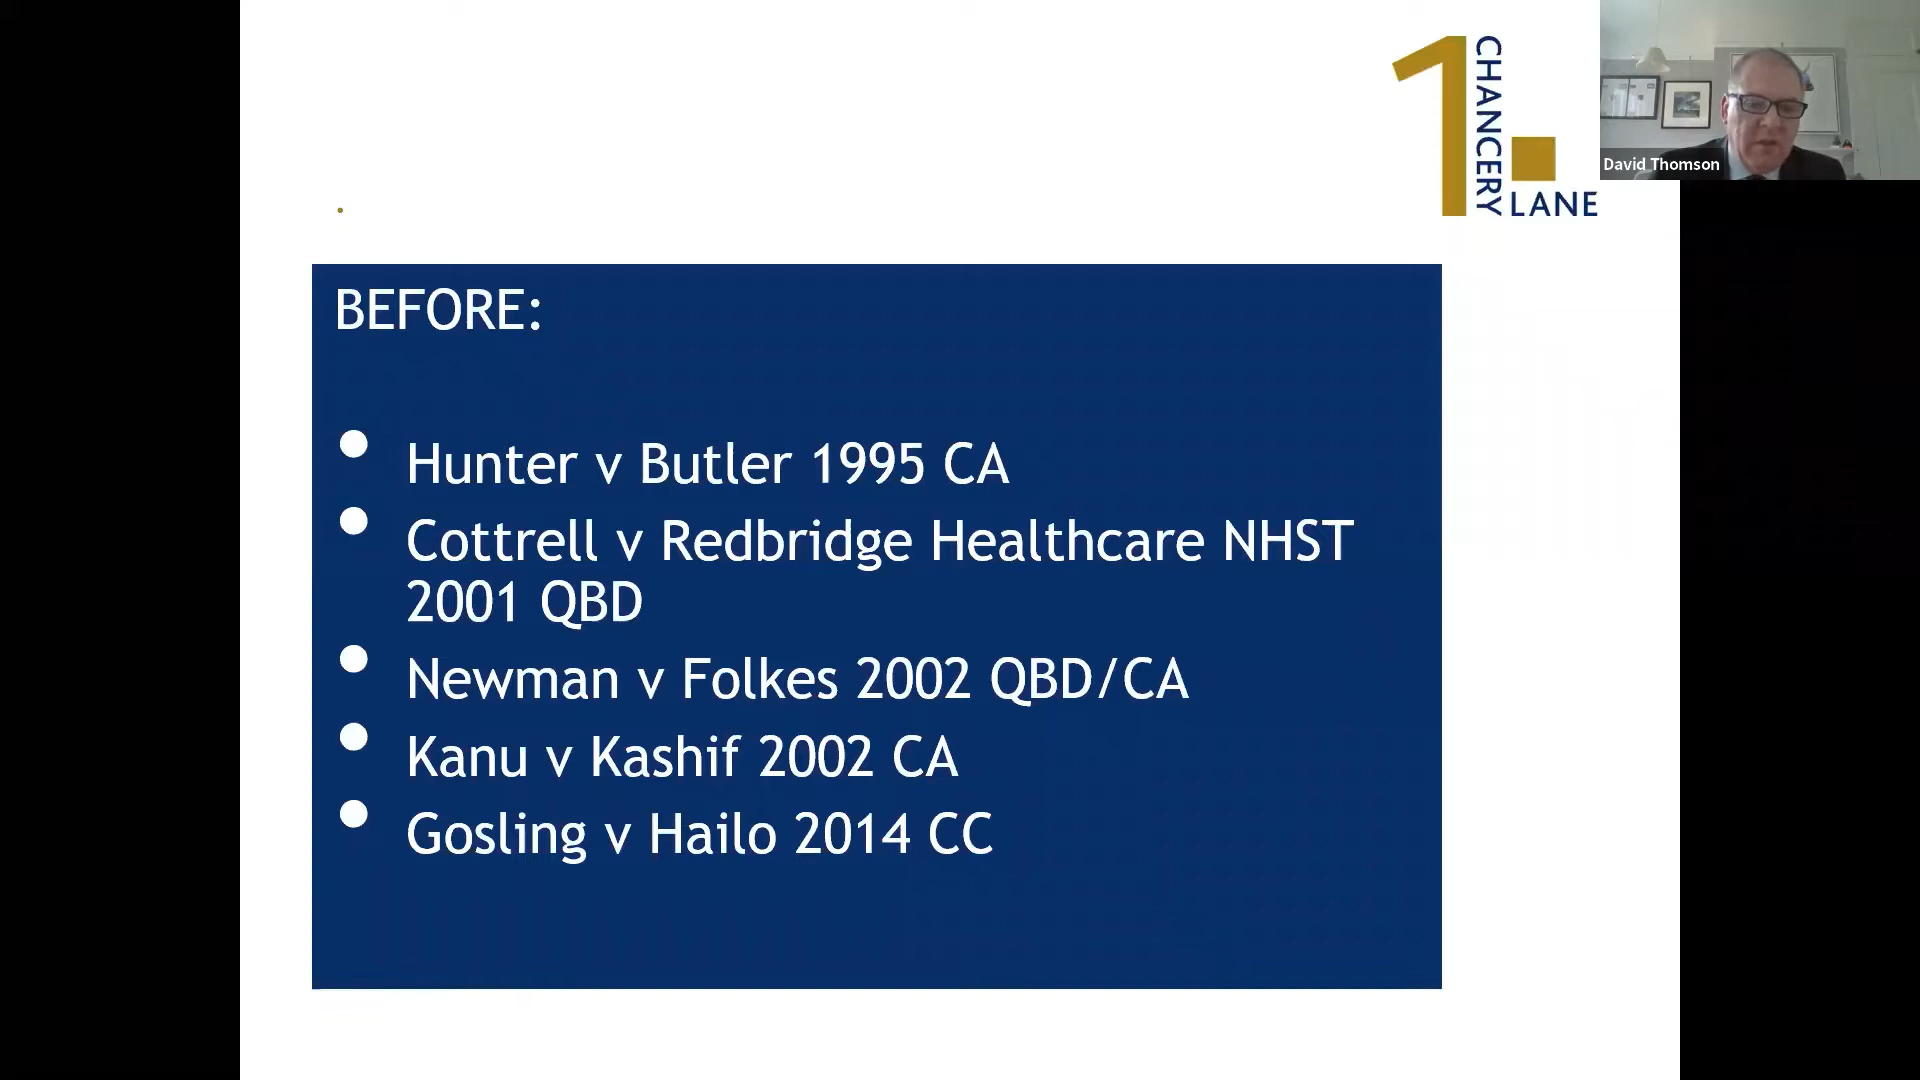 1 CHANCERY LANE
David Thomson
.
BEFORE:
• Hunter v Butler 1995 CA
• Cottrell v Redbridge Healthcare NHST
2001 QBD
• Newman v Folkes 2002 QBD/CA
• Kanu v Kashif 2002 CA
• Gosling v Hailo 2014 CC